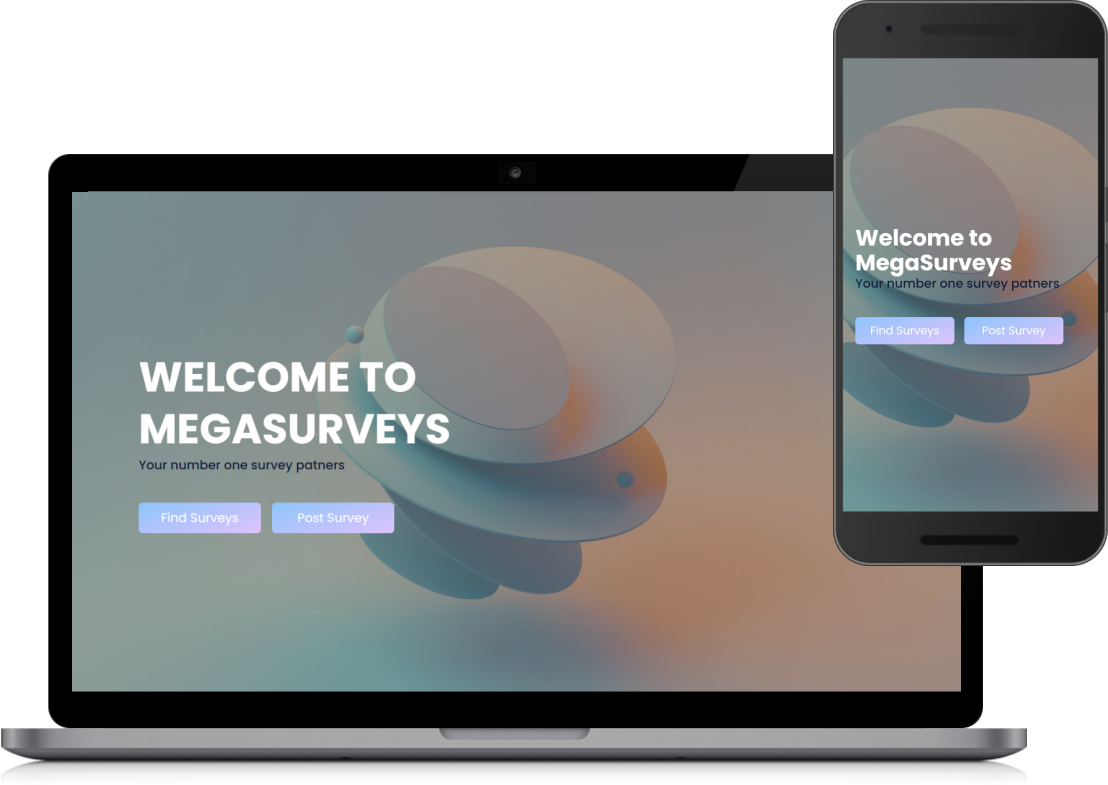 WELCOME TO
MEGASURVEYS
Your number one survey patners
Find Surveys Post Survey
Welcome to
MegaSurveys
Your number one survey patners
Find Surveys Post Survey